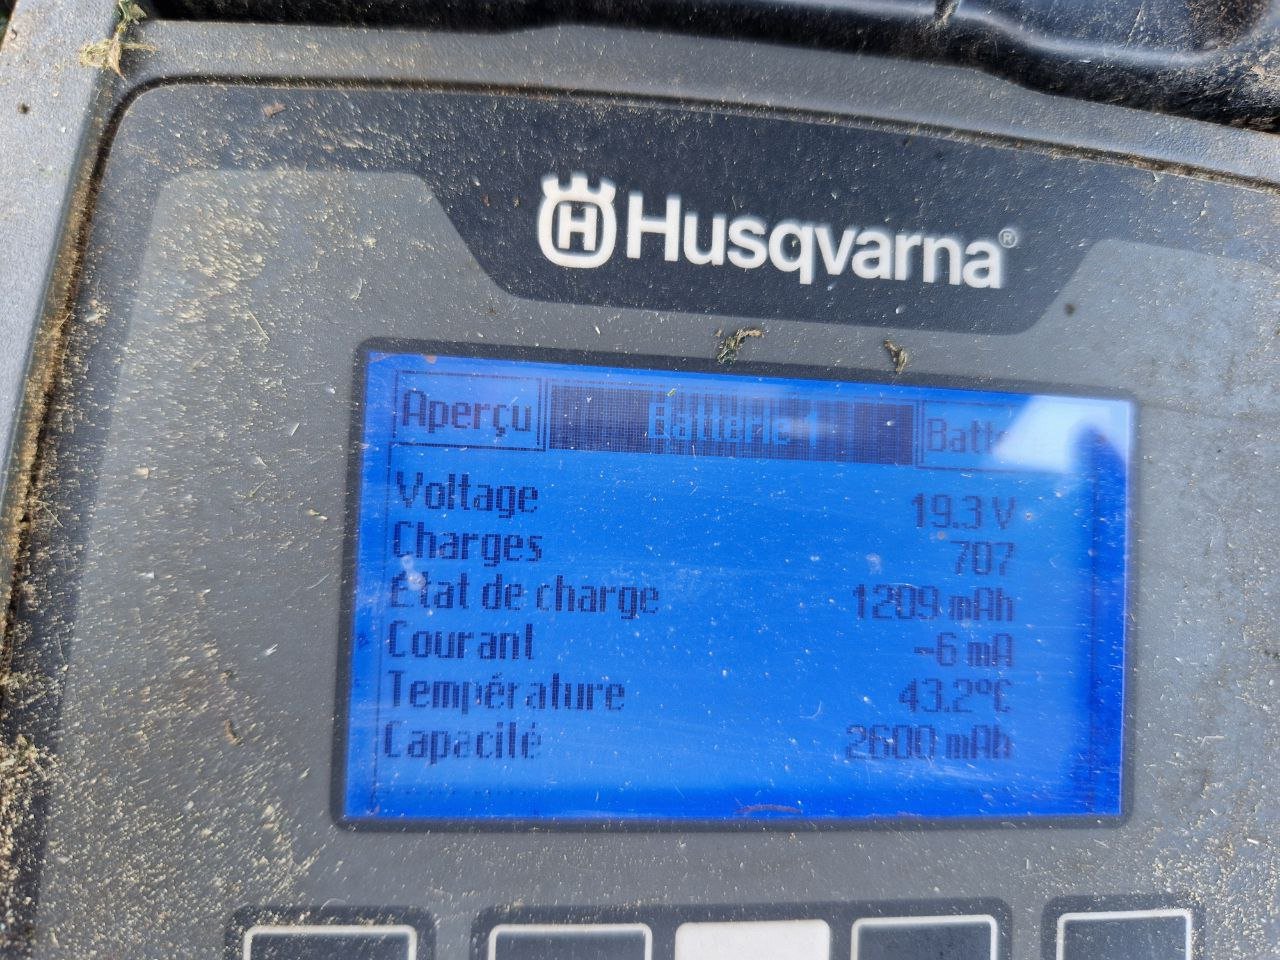 Husqvarna®
Aperçu Batterie 1 Batte
Voltage 19.3 V
Charges 707
État de charge 1209 mAh
Courant -6 mA
Température 43.2°C
Capacité 2600 mAh